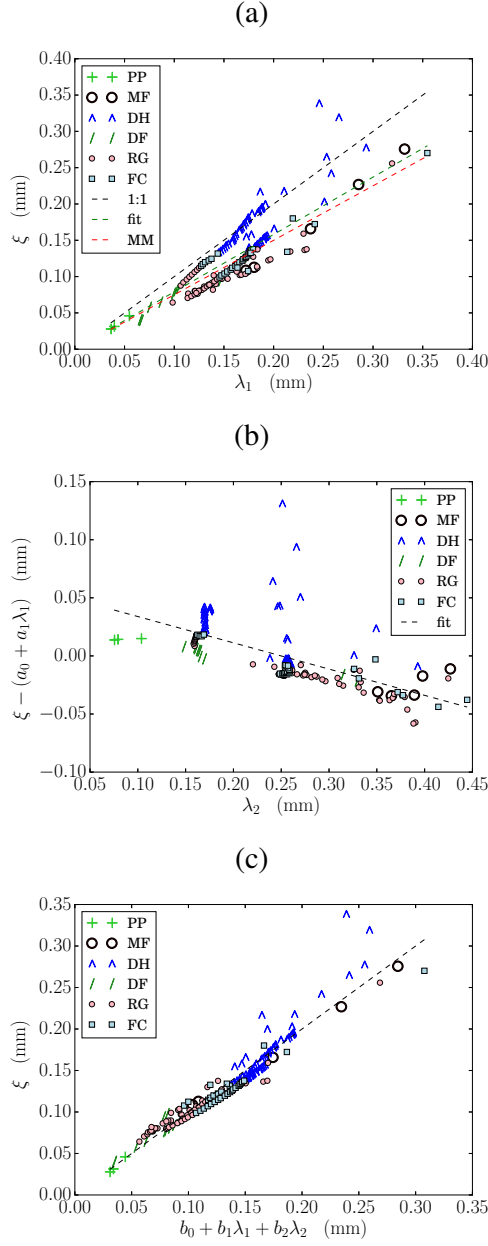 (a)
0.40
0.35
0.30
0.25
0.20
0.15
0.10
0.05
0.00
ξ (mm)
PP
MF
DH
DF
RG
FC
1:1
fit
MM
0.00 0.05 0.10 0.15 0.20 0.25 0.30 0.35 0.40
λ₁ (mm)
(b)
0.15
0.10
0.05
0.00
−0.05
−0.10
ξ − (a₀ + a₁λ₁) (mm)
PP
MF
DH
DF
RG
FC
fit
0.05 0.10 0.15 0.20 0.25 0.30 0.35 0.40 0.45
λ₂ (mm)
(c)
0.35
0.30
0.25
0.20
0.15
0.10
0.05
0.00
ξ (mm)
PP
MF
DH
DF
RG
FC
0.00 0.05 0.10 0.15 0.20 0.25 0.30 0.35
b₀ + b₁λ₁ + b₂λ₂ (mm)